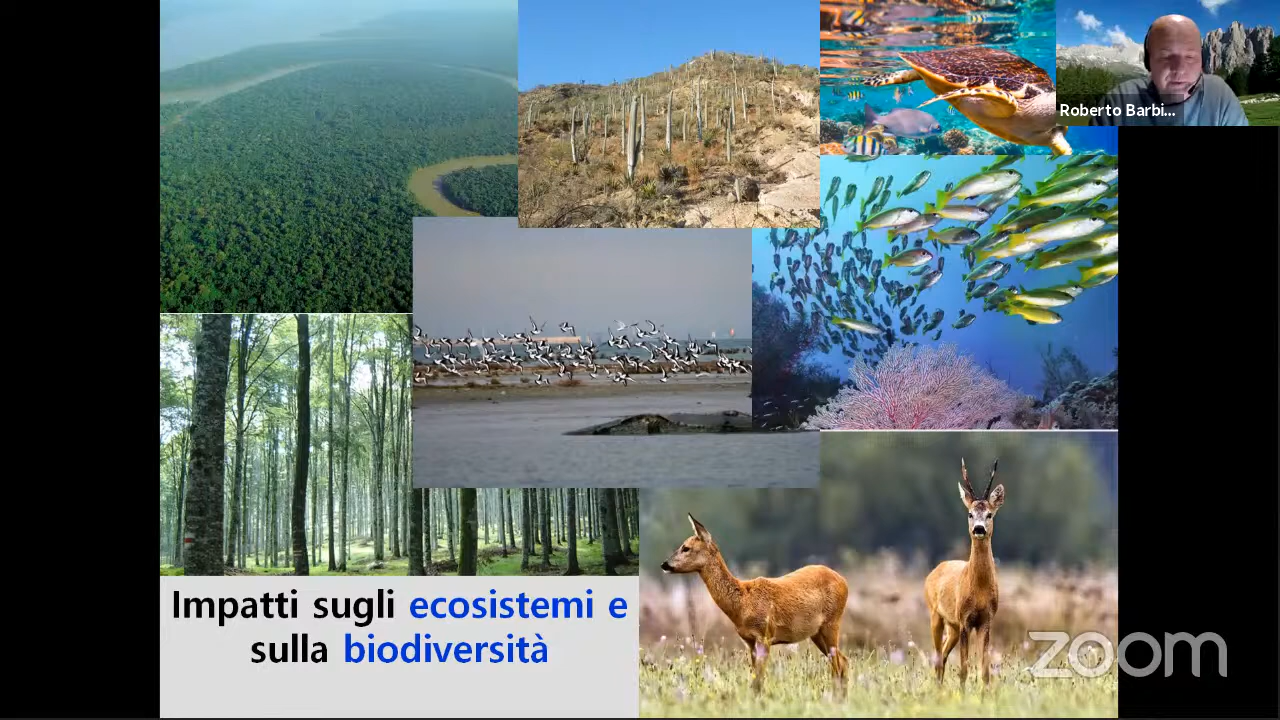 Roberto Barbi...
Impatti sugli ecosistemi e
sulla biodiversità
zoom